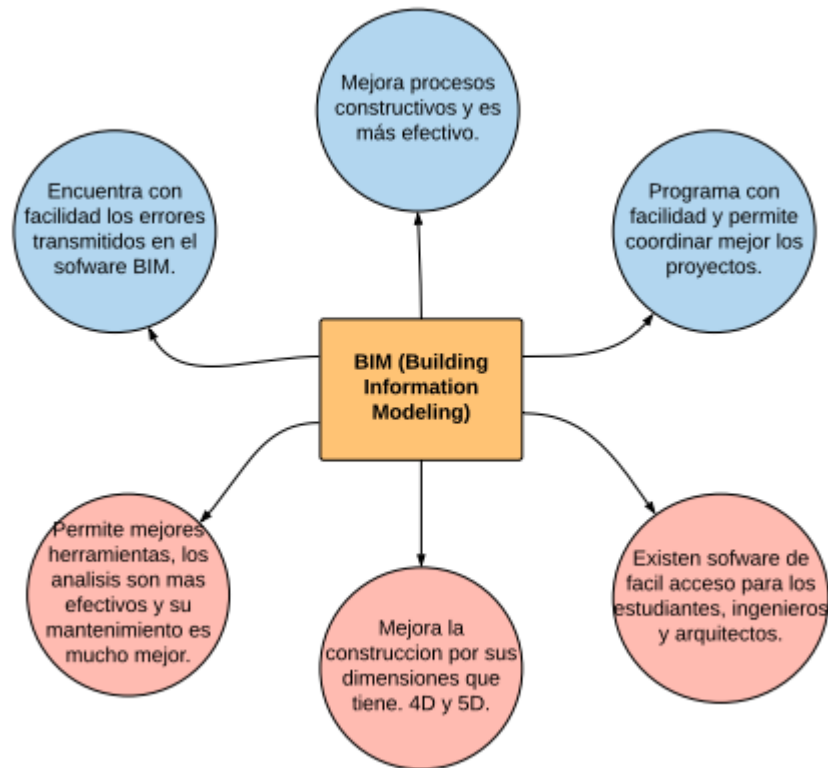 Mejora procesos
constructivos y es
más efectivo.
Encuentra con
facilidad los errores
transmitidos en el
sofware BIM.
Programa con
facilidad y permite
coordinar mejor los
proyectos.
BIM (Building
Information
Modeling)
Permite mejores
herramientas, los
analisis son mas
efectivos y su
mantenimiento es
mucho mejor.
Mejora la
construccion por sus
dimensiones que
tiene. 4D y 5D.
Existen sofware de
facil acceso para los
estudiantes, ingenieros
y arquitectos.